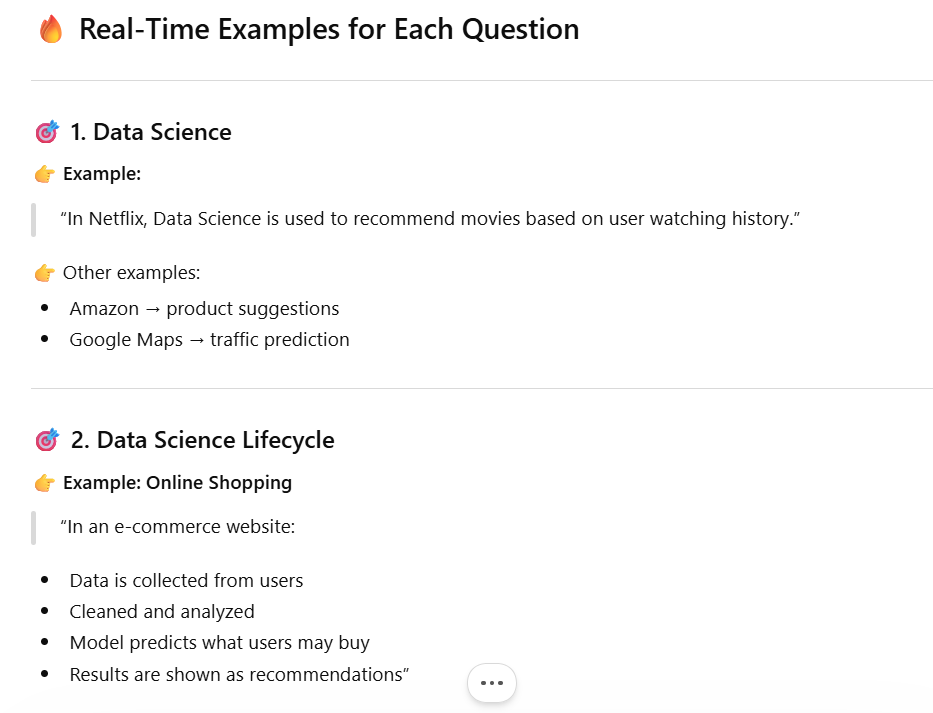 🔥 Real-Time Examples for Each Question
🎯 1. Data Science
👉 Example:
“In Netflix, Data Science is used to recommend movies based on user watching history.”
👉 Other examples:
• Amazon → product suggestions
• Google Maps → traffic prediction
🎯 2. Data Science Lifecycle
👉 Example: Online Shopping
“In an e-commerce website:
• Data is collected from users
• Cleaned and analyzed
• Model predicts what users may buy
• Results are shown as recommendations”